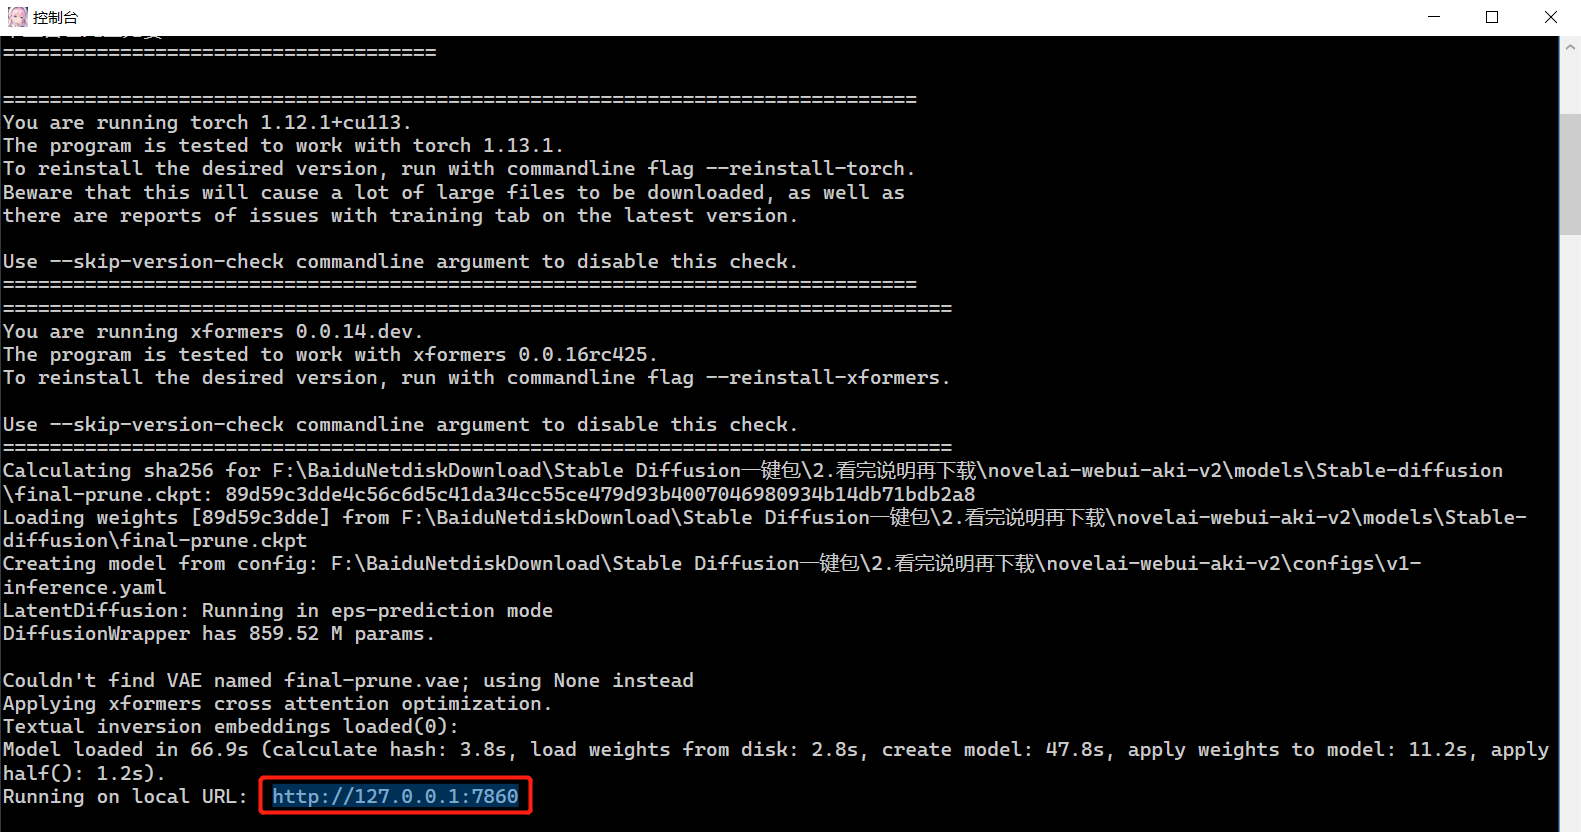 控制台
====================================
==============================================================================
You are running torch 1.12.1+cu113.
The program is tested to work with torch 1.13.1.
To reinstall the desired version, run with commandline flag --reinstall-torch.
Beware that this will cause a lot of large files to be downloaded, as well as
there are reports of issues with training tab on the latest version.
Use --skip-version-check commandline argument to disable this check.
==============================================================================
=================================================================================
You are running xformers 0.0.14.dev.
The program is tested to work with xformers 0.0.16rc425.
To reinstall the desired version, run with commandline flag --reinstall-xformers.
Use --skip-version-check commandline argument to disable this check.
=================================================================================
Calculating sha256 for F:\BaiduNetdiskDownload\Stable Diffusion一键包\2.看完说明再下载\novelai-webui-aki-v2\models\Stable-diffusion
\final-prune.ckpt: 89d59c3dde4c56c6d5c41da34cc55ce479d93b4007046980934b14db71bdb2a8
Loading weights [89d59c3dde] from F:\BaiduNetdiskDownload\Stable Diffusion一键包\2.看完说明再下载\novelai-webui-aki-v2\models\Stable-
diffusion\final-prune.ckpt
Creating model from config: F:\BaiduNetdiskDownload\Stable Diffusion一键包\2.看完说明再下载\novelai-webui-aki-v2\configs\v1-
inference.yaml
LatentDiffusion: Running in eps-prediction mode
DiffusionWrapper has 859.52 M params.
Couldn't find VAE named final-prune.vae; using None instead
Applying xformers cross attention optimization.
Textual inversion embeddings loaded(0):
Model loaded in 66.9s (calculate hash: 3.8s, load weights from disk: 2.8s, create model: 47.8s, apply weights to model: 11.2s, apply
half(): 1.2s).
Running on local URL:  http://127.0.0.1:7860